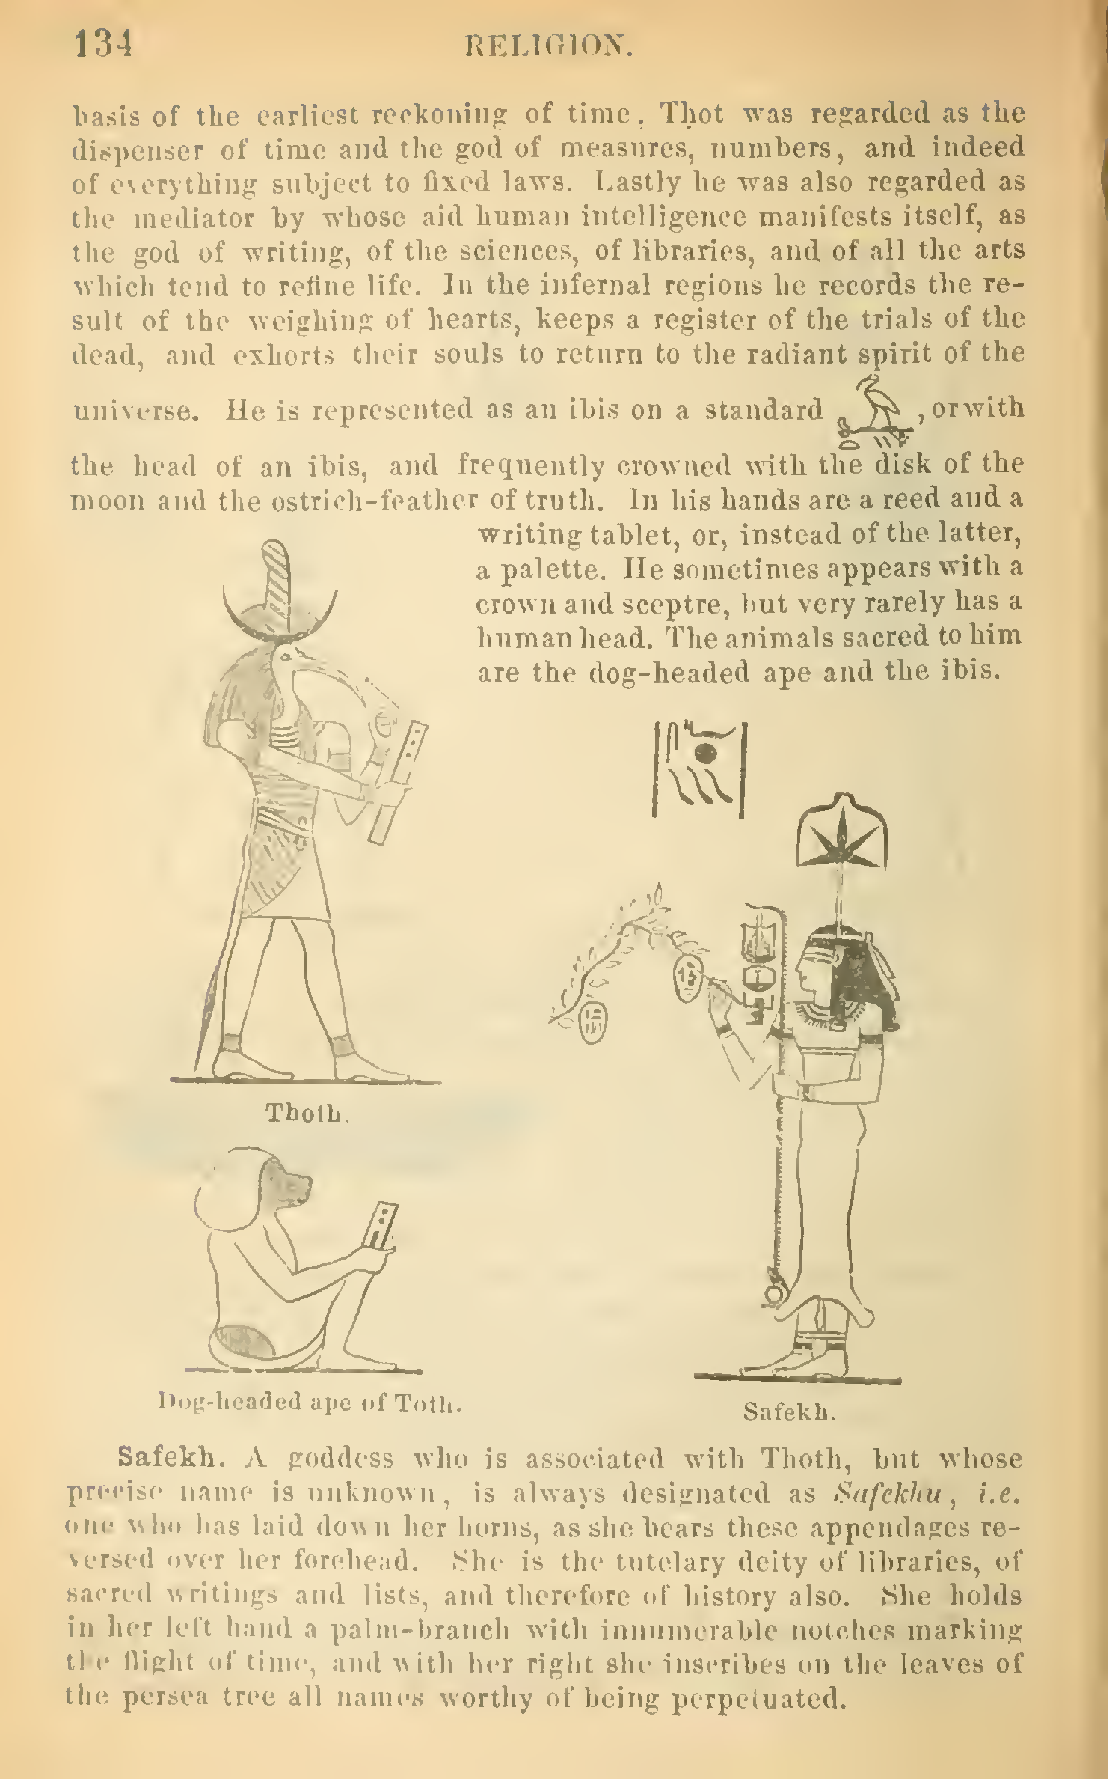 134
RELIGION.
basis of the earliest reckoning of time. Thot was regarded as the
dispenser of time and the god of measures, numbers, and indeed
of everything subject to fixed laws. Lastly he was also regarded as
the mediator by whose aid human intelligence manifests itself, as
the god of writing, of the sciences, of libraries, and of all the arts
which tend to refine life. In the infernal regions he records the re-
sult of the weighing of hearts, keeps a register of the trials of the
dead, and exhorts their souls to return to the radiant spirit of the
universe. He is represented as an ibis on a standard , or with
the head of an ibis, and frequently crowned with the disk of the
moon and the ostrich-feather of truth. In his hands are a reed and a
writing tablet, or, instead of the latter,
a palette. He sometimes appears with a
crown and sceptre, but very rarely has a
human head. The animals sacred to him
are the dog-headed ape and the ibis.
Thoth.
Dog-headed ape of Toth.
Safekh.
Safekh. A goddess who is associated with Thoth, but whose
precise name is unknown, is always designated as Safekhu, i.e.
one who has laid down her horns, as she bears these appendages re-
versed over her forehead. She is the tutelary deity of libraries, of
sacred writings and lists, and therefore of history also. She holds
in her left hand a palm-branch with innumerable notches marking
the flight of time, and with her right she inscribes on the leaves of
the persea tree all names worthy of being perpetuated.